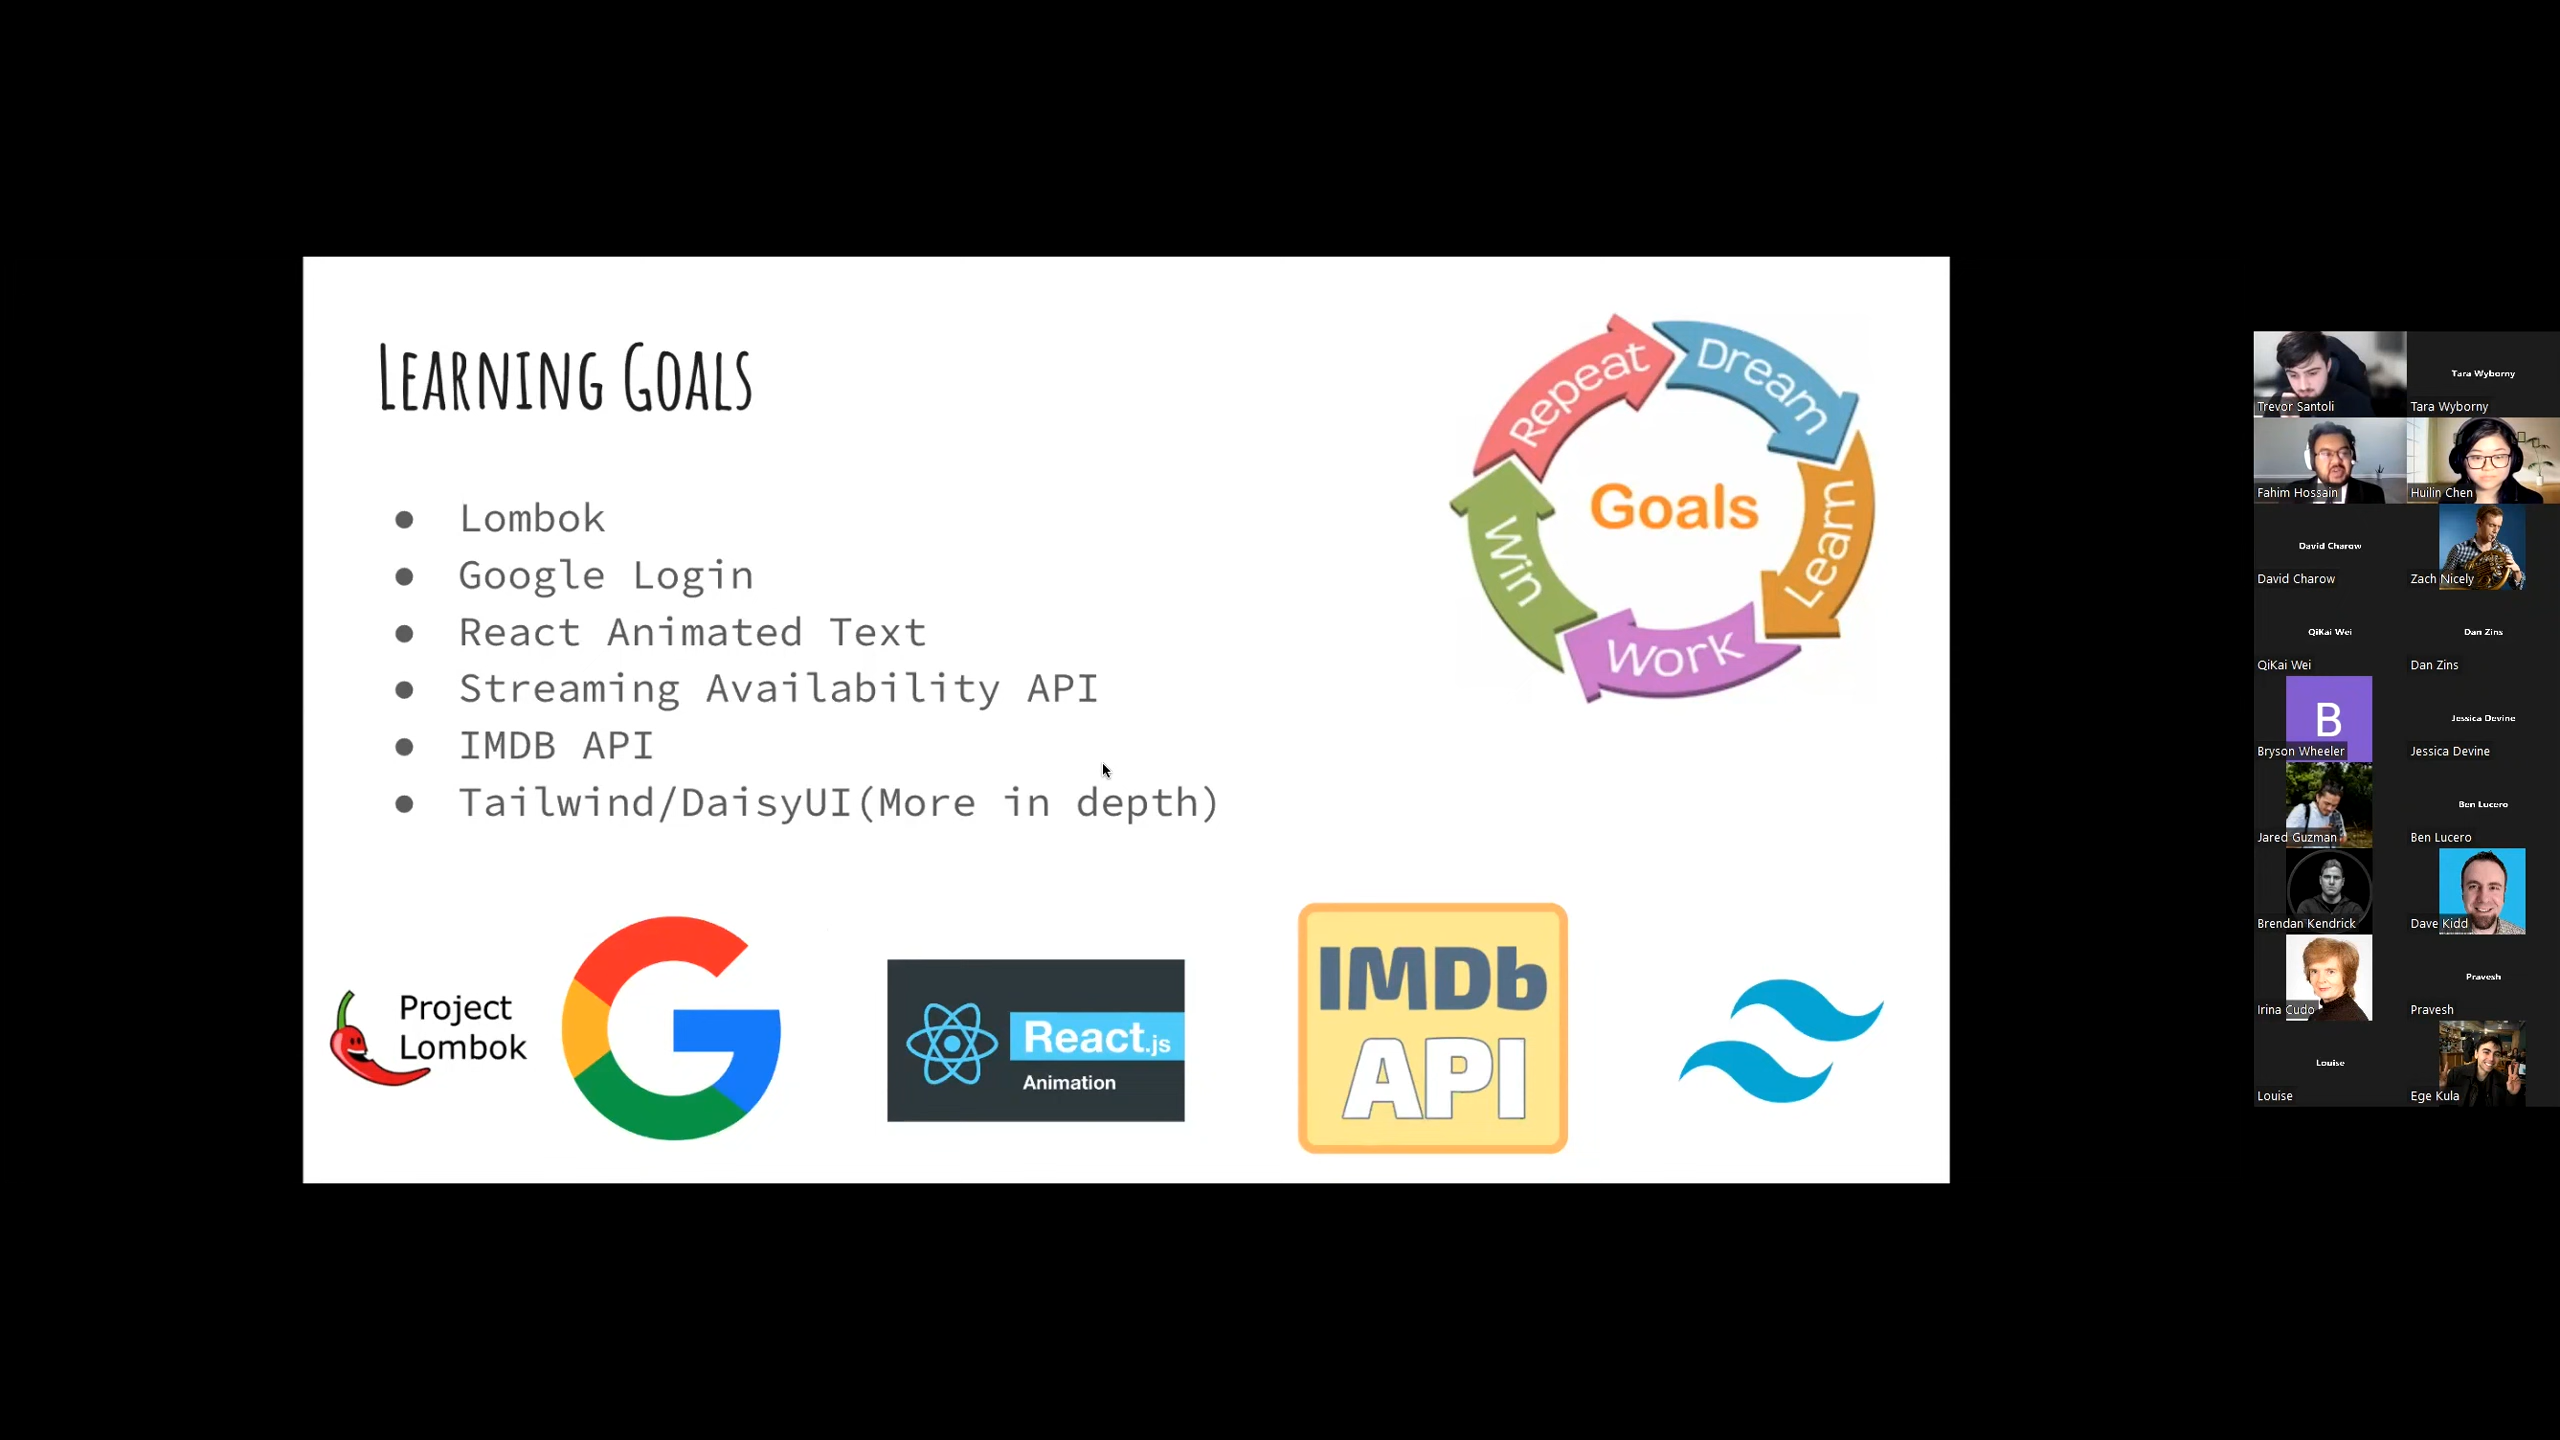 LEARNING GOALS
● Lombok
● Google Login
● React Animated Text
● Streaming Availability API
● IMDB API
● Tailwind/DaisyUI(More in depth)
Repeat
Dream
Learn
Work
Win
Goals
Project
Lombok
React.js
Animation
IMDb
API
Trevor Santoli
Tara Wyborny
Tara Wyborny
Fahim Hossain
Huilin Chen
David Charow
David Charow
Zach Nicely
QiKai Wei
QiKai Wei
Dan Zins
Dan Zins
B
Bryson Wheeler
Jessica Devine
Jessica Devine
Jared Guzman
Ben Lucero
Ben Lucero
Brendan Kendrick
Dave Kidd
Irina Cudo
Pravesh
Pravesh
Louise
Louise
Ege Kula